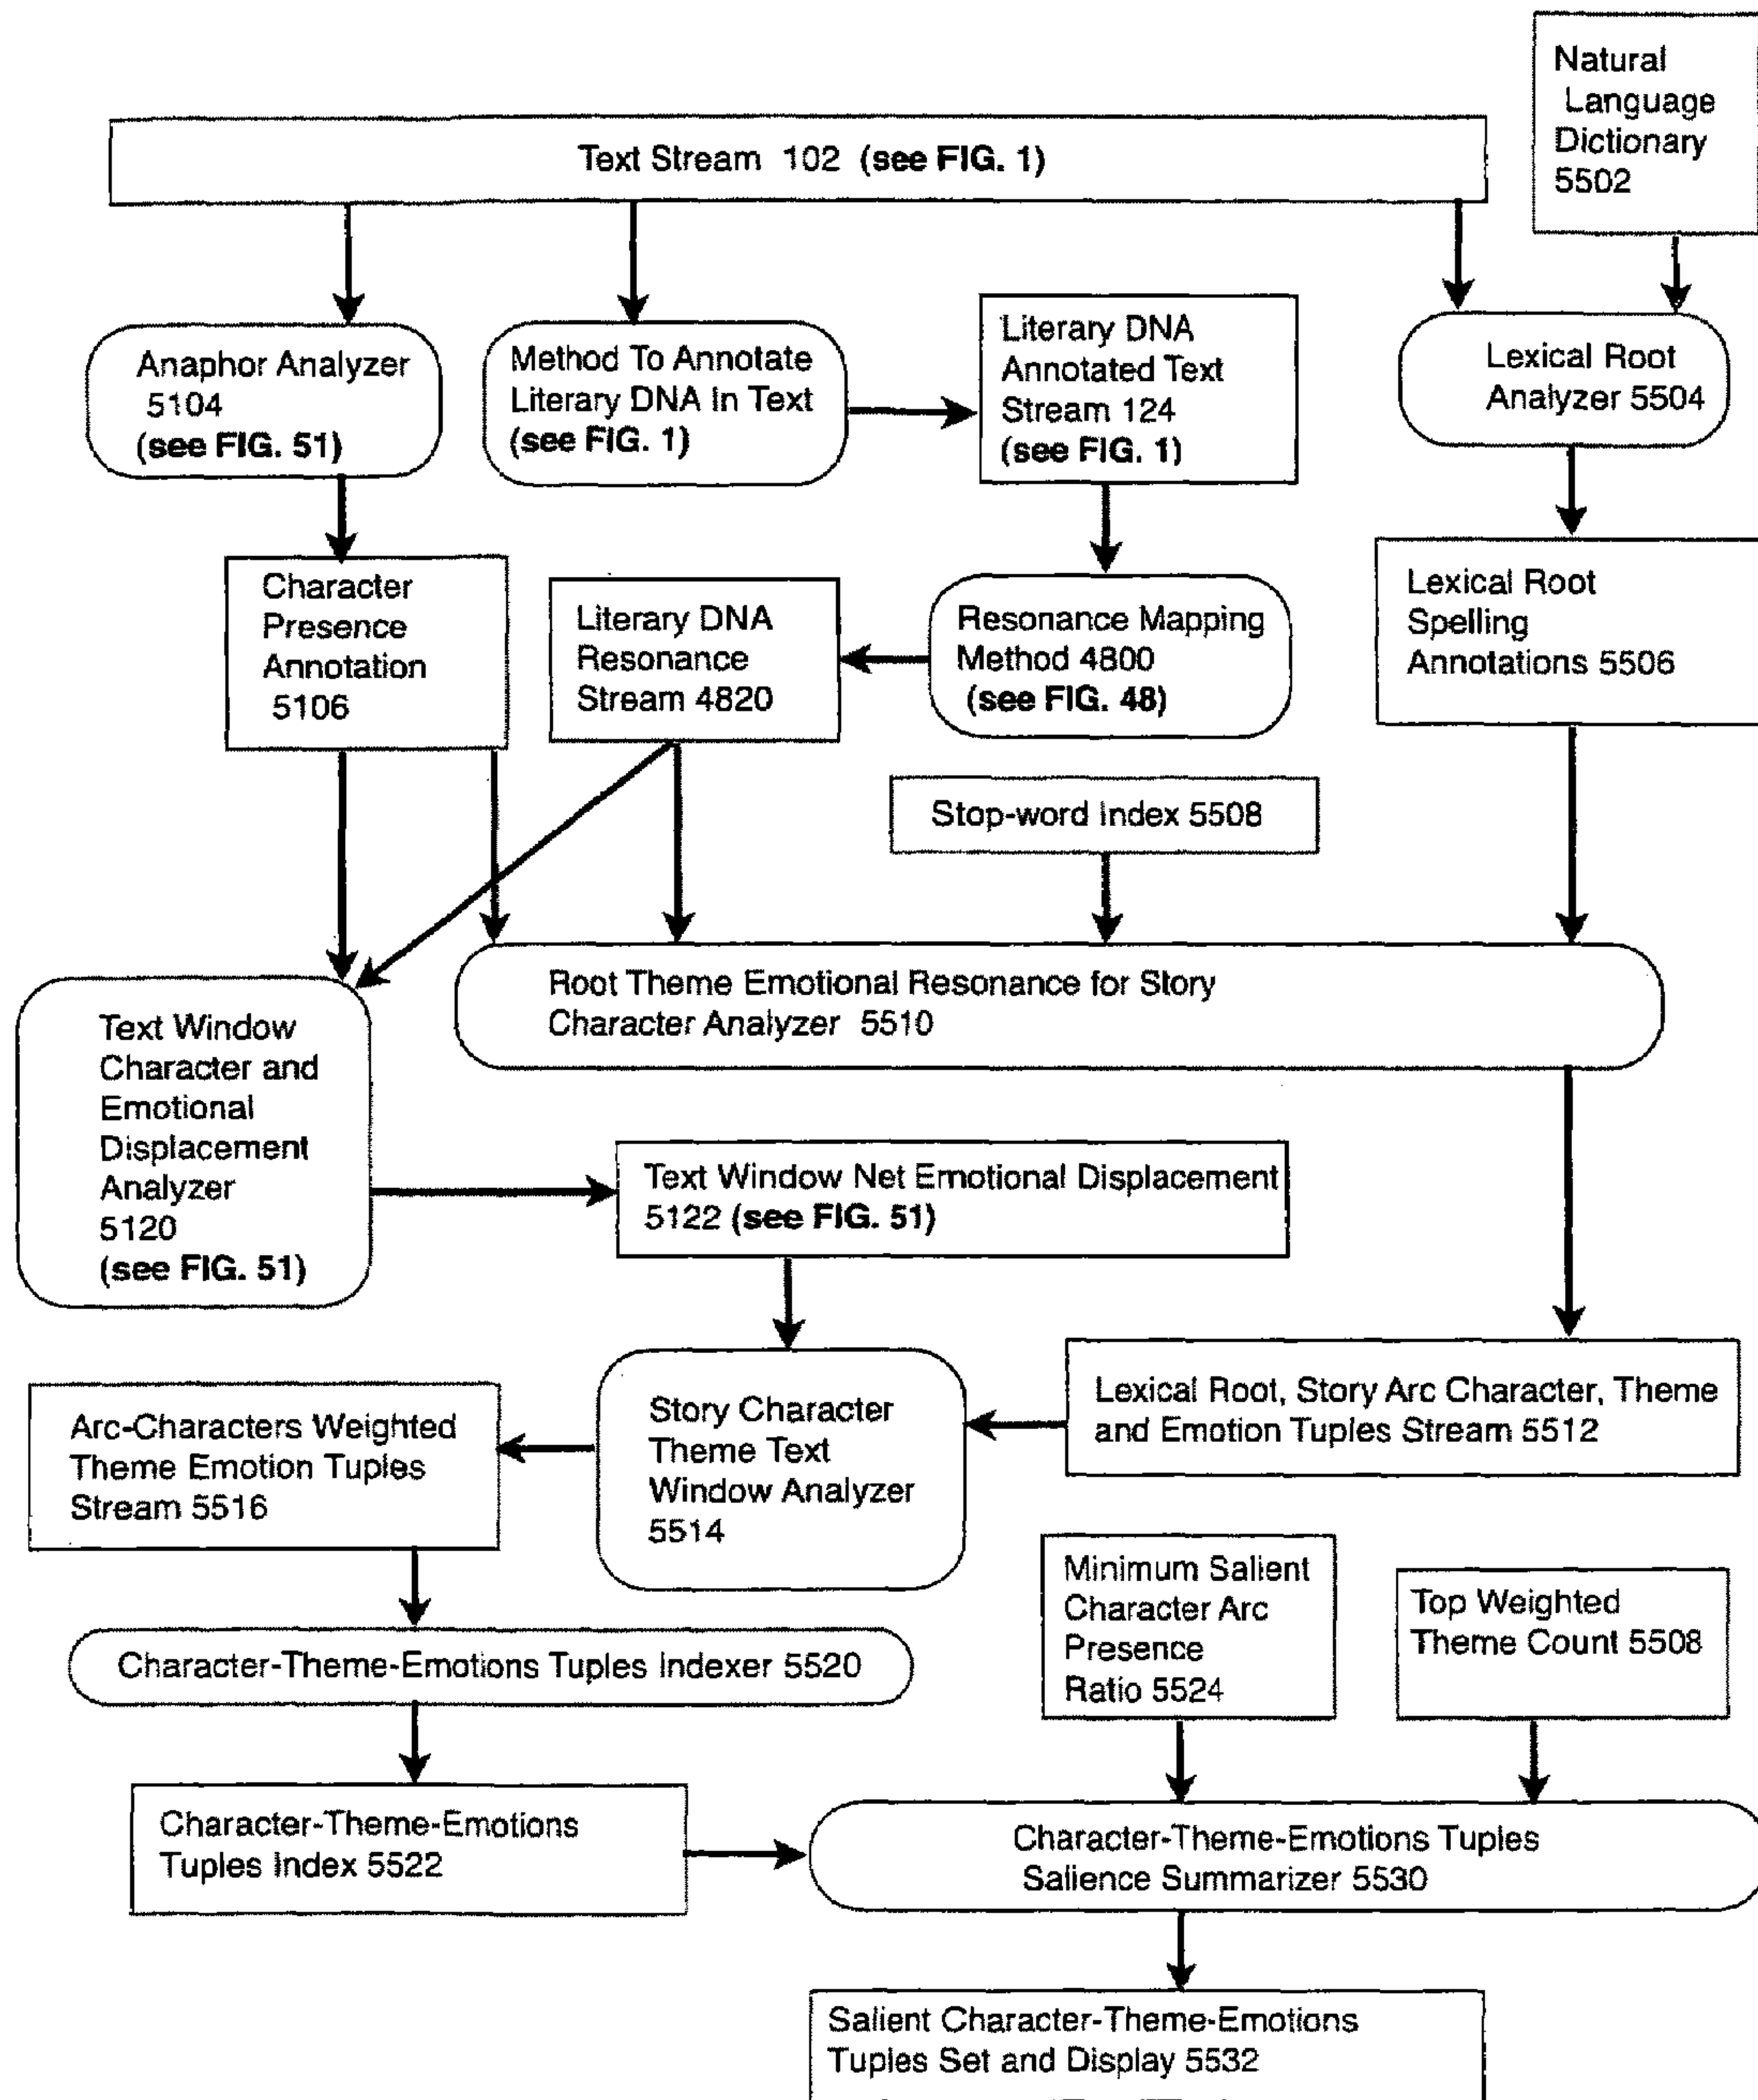 Natural
Language
Dictionary
5502
Text Stream 102 (see FIG. 1)
Anaphor Analyzer
5104
(see FIG. 51)
Method To Annotate
Literary DNA In Text
(see FIG. 1)
Literary DNA
Annotated Text
Stream 124
(see FIG. 1)
Lexical Root
Analyzer 5504
Character
Presence
Annotation
5106
Literary DNA
Resonance
Stream 4820
Resonance Mapping
Method 4800
(see FIG. 48)
Lexical Root
Spelling
Annotations 5506
Stop-word Index 5508
Root Theme Emotional Resonance for Story
Character Analyzer 5510
Text Window
Character and
Emotional
Displacement
Analyzer
5120
(see FIG. 51)
Text Window Net Emotional Displacement
5122 (see FIG. 51)
Lexical Root, Story Arc Character, Theme
and Emotion Tuples Stream 5512
Story Character
Theme Text
Window Analyzer
5514
Arc-Characters Weighted
Theme Emotion Tuples
Stream 5516
Character-Theme-Emotions Tuples Indexer 5520
Minimum Salient
Character Arc
Presence
Ratio 5524
Top Weighted
Theme Count 5508
Character-Theme-Emotions
Tuples Index 5522
Character-Theme-Emotions Tuples
Salience Summarizer 5530
Salient Character-Theme-Emotions
Tuples Set and Display 5532